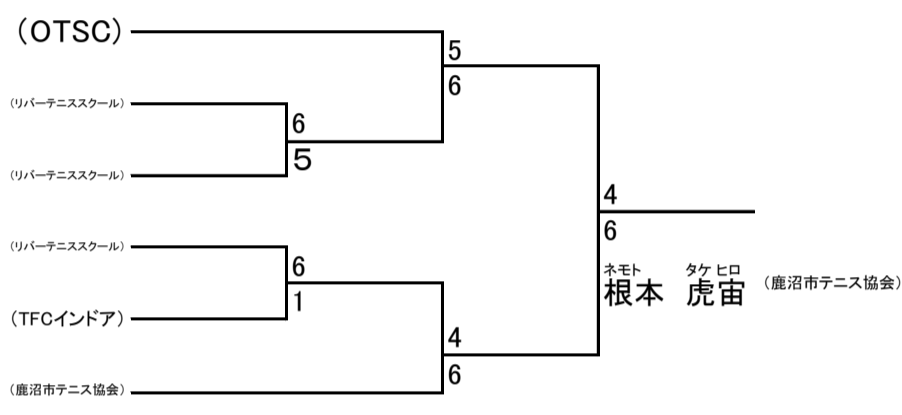 (OTSC)
5
6
(リバーテニススクール)
6
5
(リバーテニススクール)
4
6
(リバーテニススクール)
6
1
ネモト タケヒロ
根本 虎宙 (鹿沼市テニス協会)
(TFCインドア)
4
6
(鹿沼市テニス協会)